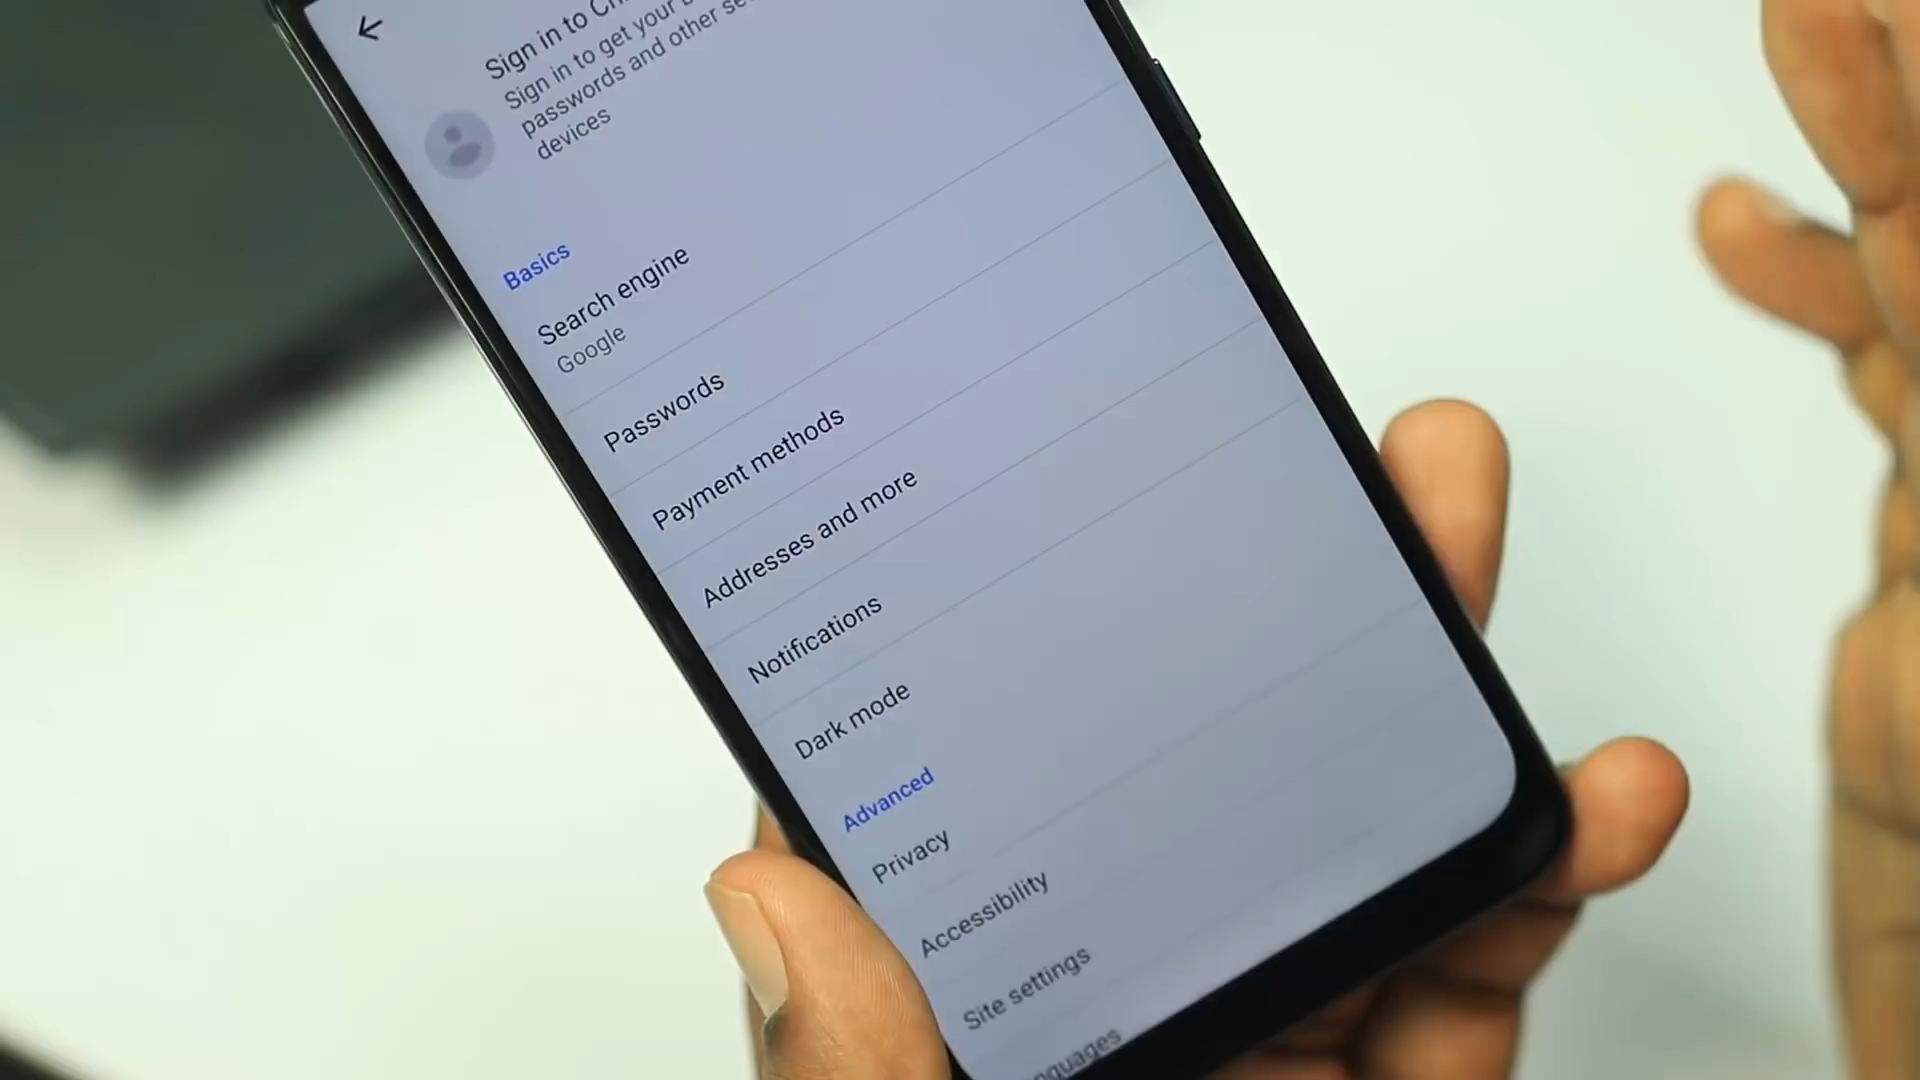 Sign in to
Sign in to get your
passwords and other
devices
Basics
Search engine
Google
Passwords
Payment methods
Addresses and more
Notifications
Dark mode
Advanced
Privacy
Accessibility
Site settings